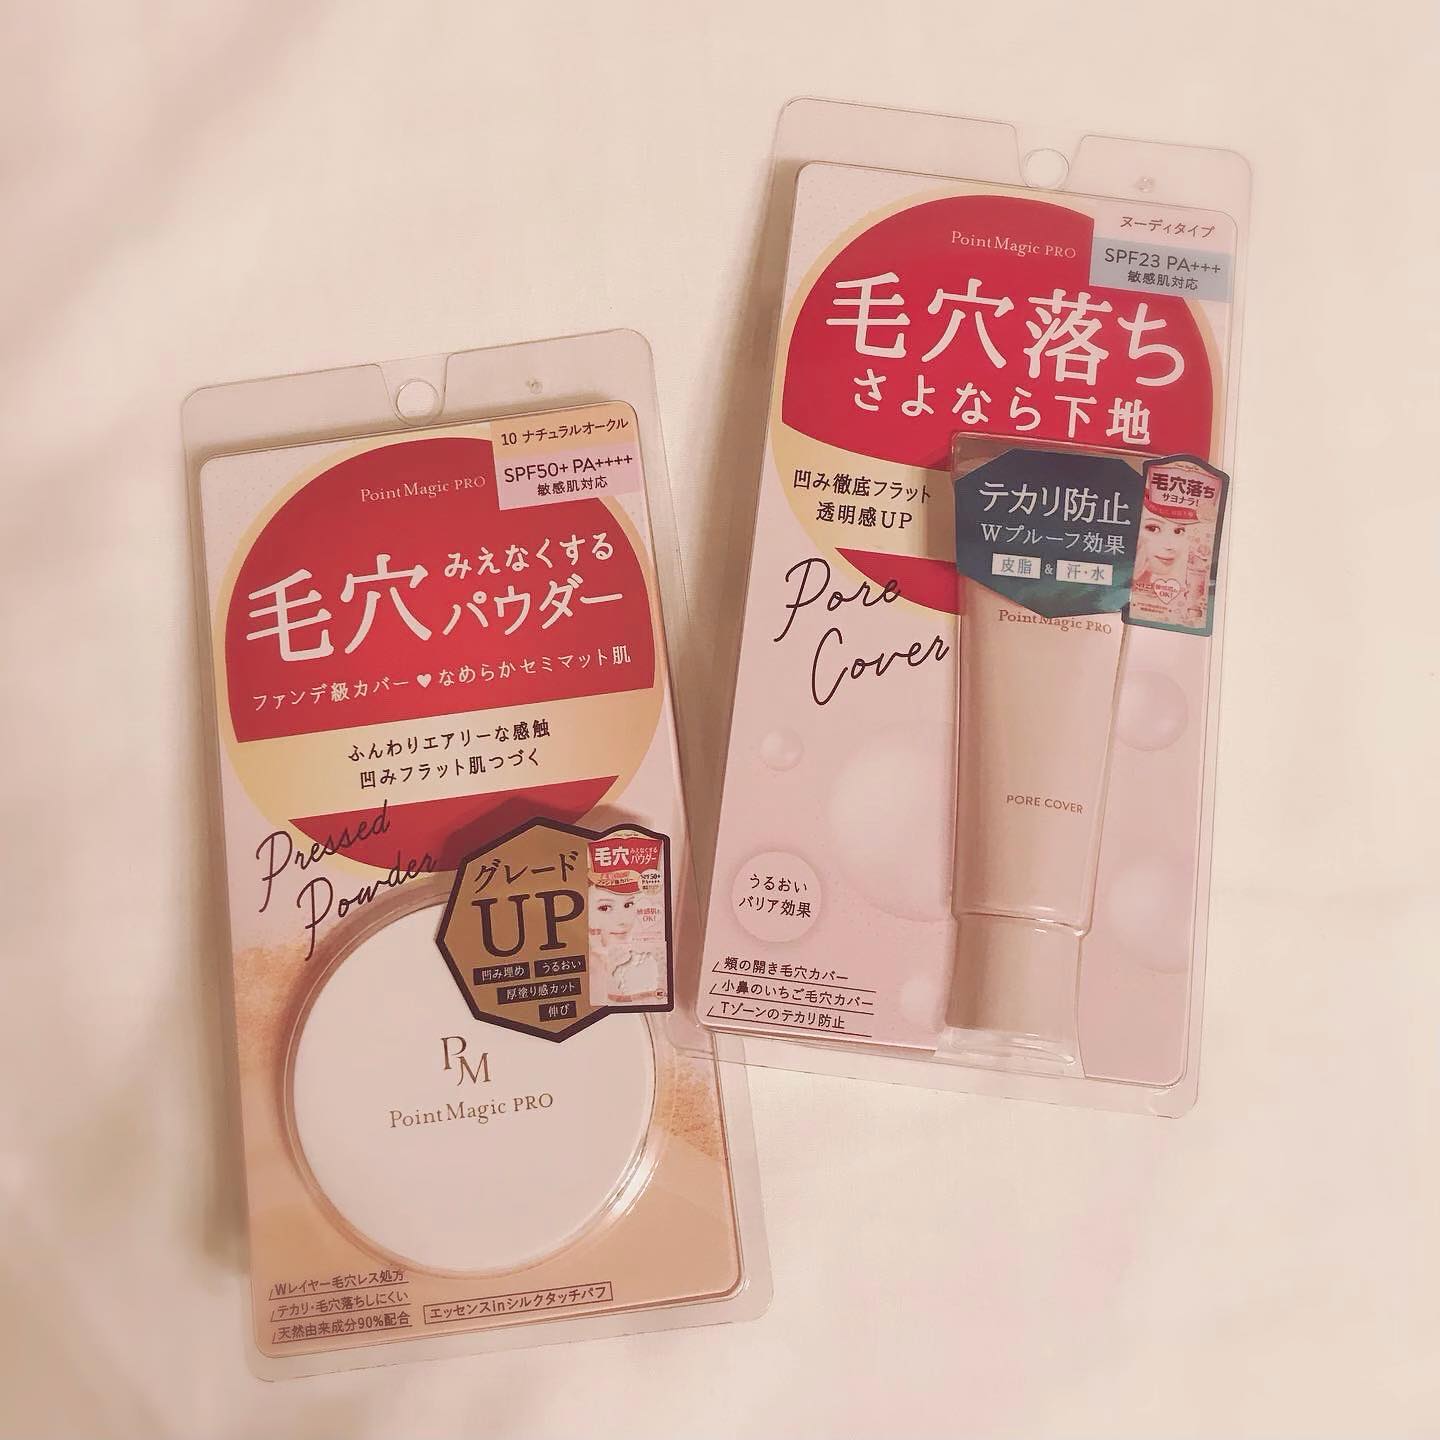 10 ナチュラルオークル
SPF50+ PA++++
敏感肌対応
PointMagic PRO
毛穴みえなくする
パウダー
ファンデ級カバー♥なめらかセミマット肌
ふんわりエアリーな感触
凹みフラット肌つづく
Pressed
Powder
グレード
UP
凹み埋め うるおい
厚塗り感カット
伸び
毛穴みえなくする
パウダー
PM
PointMagic PRO
Wレイヤー毛穴レス処方
テカリ・毛穴落ちしにくい
天然由来成分90%配合
エッセンスinシルクタッチパフ
ヌーディタイプ
SPF23 PA+++
敏感肌対応
PointMagic PRO
毛穴落ち
さよなら下地
凹み徹底フラット
透明感UP
Pore
Cover
テカリ防止
Wプルーフ効果
皮脂 & 汗・水
毛穴落ち
サヨナラ!
PointMagic PRO
PORE COVER
うるおい
バリア効果
頬の開き毛穴カバー
小鼻のいちご毛穴カバー
Tゾーンのテカリ防止